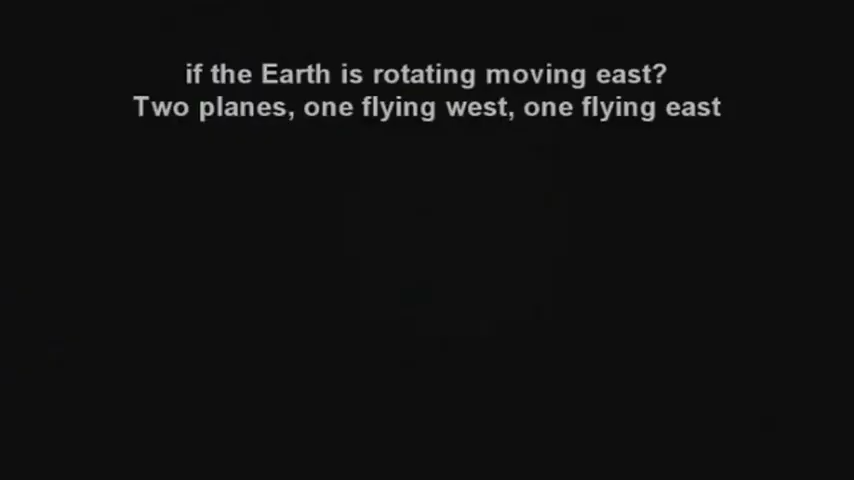 if the Earth is rotating moving east?
Two planes, one flying west, one flying east